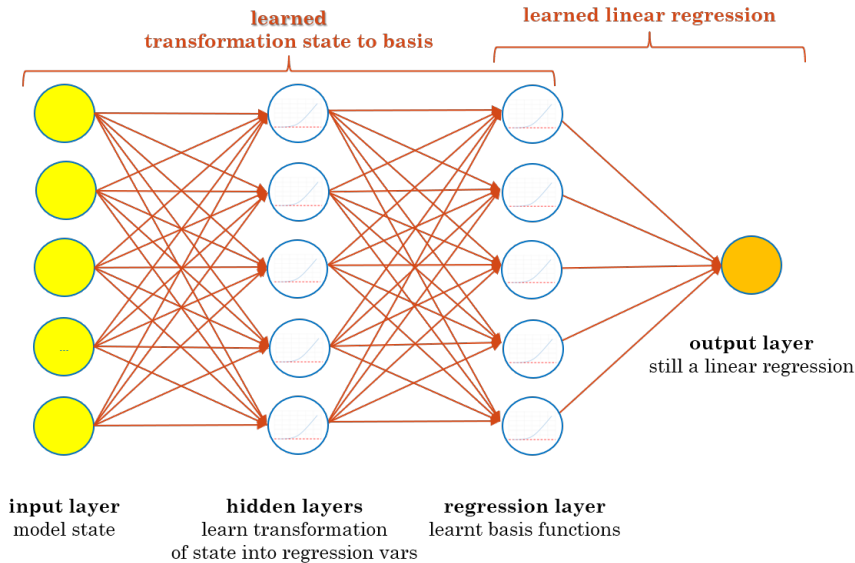 learned
transformation state to basis
learned linear regression
...
output layer
still a linear regression
input layer
model state
hidden layers
learn transformation
of state into regression vars
regression layer
learnt basis functions